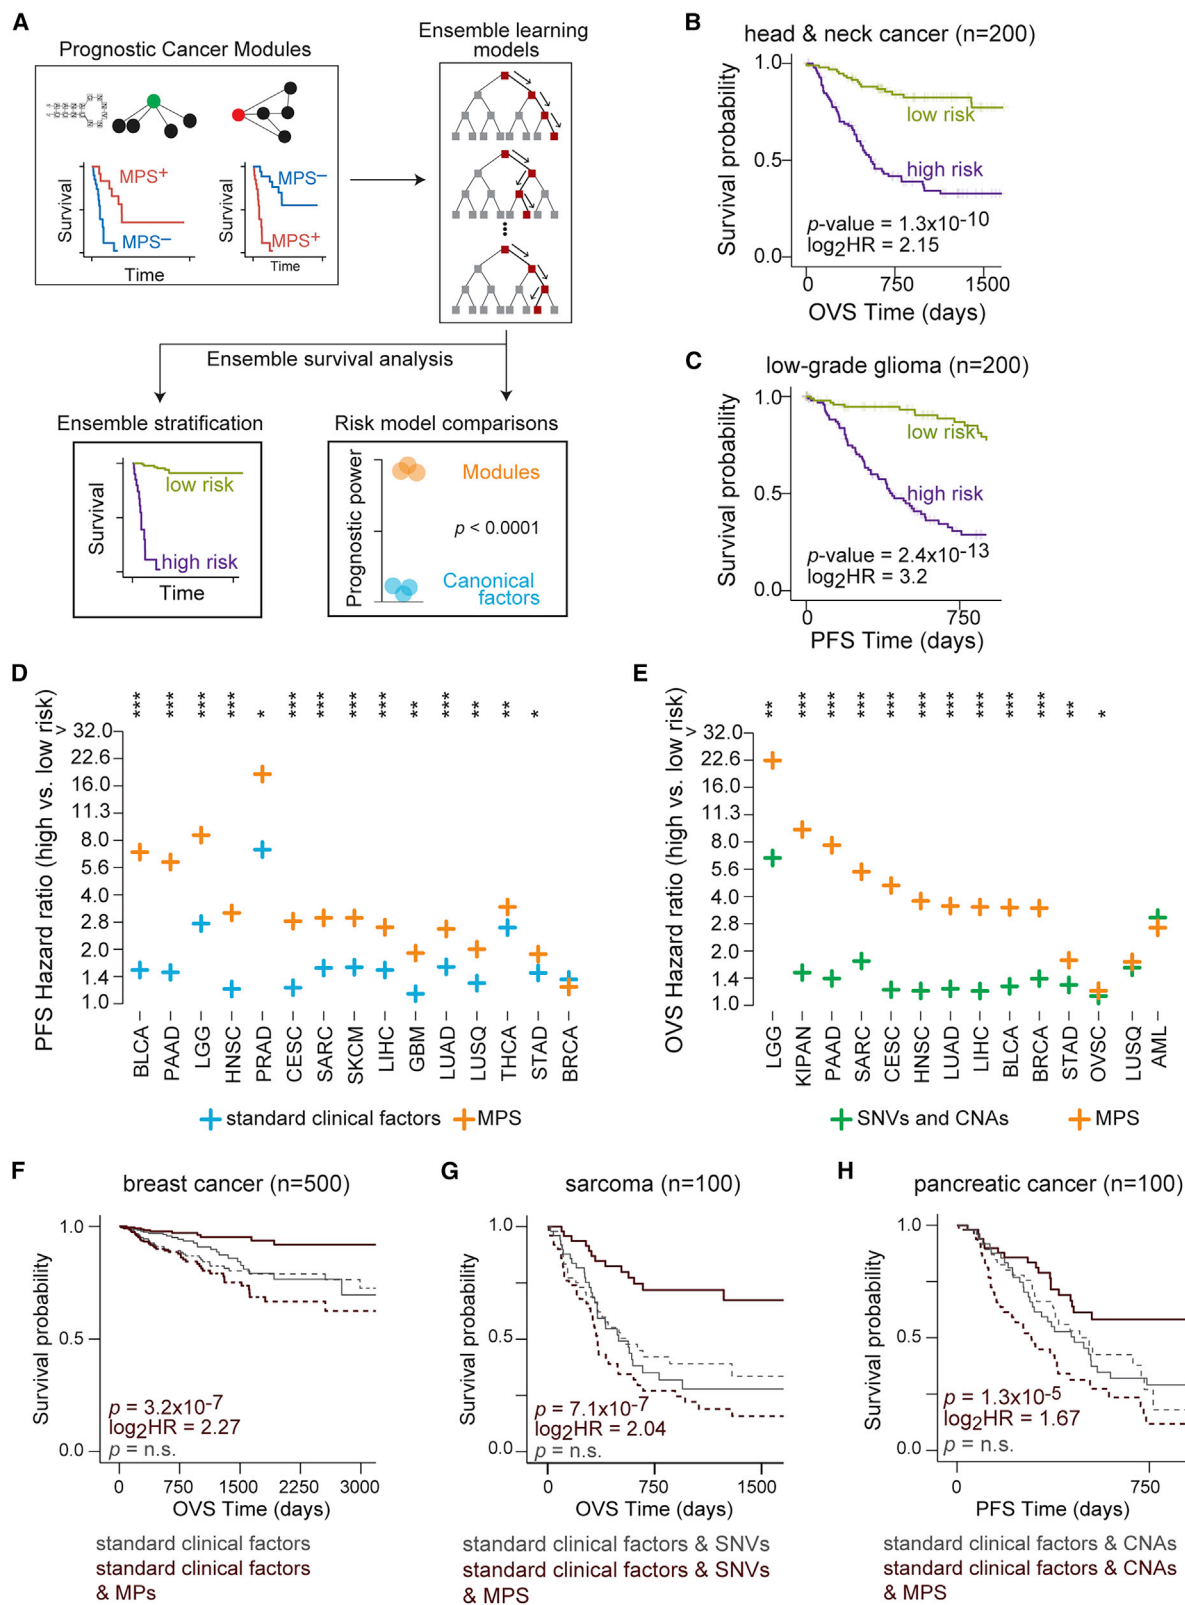 A
Prognostic Cancer Modules
MPS+
MPS–
Survival
Time
MPS–
MPS+
Survival
Time
Ensemble learning
models
Ensemble survival analysis
Ensemble stratification
low risk
high risk
Survival
Time
Risk model comparisons
Prognostic power
Modules
p < 0.0001
Canonical
factors
B
head & neck cancer (n=200)
Survival probability
1.0
0.5
0.0
low risk
high risk
p-value = 1.3x10-10
log2HR = 2.15
0 750 1500
OVS Time (days)
C
low-grade glioma (n=200)
Survival probability
1.0
0.5
0.0
low risk
high risk
p-value = 2.4x10-13
log2HR = 3.2
0 750
PFS Time (days)
D
PFS Hazard ratio (high vs. low risk)
*** *** *** *** * *** *** *** *** ** *** ** ** *
> 32.0
22.6
16.0
11.3
8.0
5.6
4.0
2.8
2.0
1.4
1.0
BLCA PAAD LGG HNSC PRAD CESC SARC SKCM LIHC GBM LUAD LUSQ THCA STAD BRCA
standard clinical factors MPS
E
OVS Hazard ratio (high vs. low risk)
** *** *** *** *** *** *** *** *** *** ** *
> 32.0
22.6
16.0
11.3
8.0
5.6
4.0
2.8
2.0
1.4
1.0
LGG KIPAN PAAD SARC CESC HNSC LUAD LIHC BLCA BRCA STAD OVSC LUSQ AML
SNVs and CNAs MPS
F
breast cancer (n=500)
Survival probability
1.0
0.5
0.0
p = 3.2x10-7
log2HR = 2.27
p = n.s.
0 750 1500 2250 3000
OVS Time (days)
standard clinical factors
standard clinical factors
& MPs
G
sarcoma (n=100)
Survival probability
1.0
0.5
0.0
p = 7.1x10-7
log2HR = 2.04
p = n.s.
0 750 1500
OVS Time (days)
standard clinical factors & SNVs
standard clinical factors & SNVs
& MPS
H
pancreatic cancer (n=100)
Survival probability
1.0
0.5
0.0
p = 1.3x10-5
log2HR = 1.67
p = n.s.
0 750
PFS Time (days)
standard clinical factors & CNAs
standard clinical factors & CNAs
& MPS